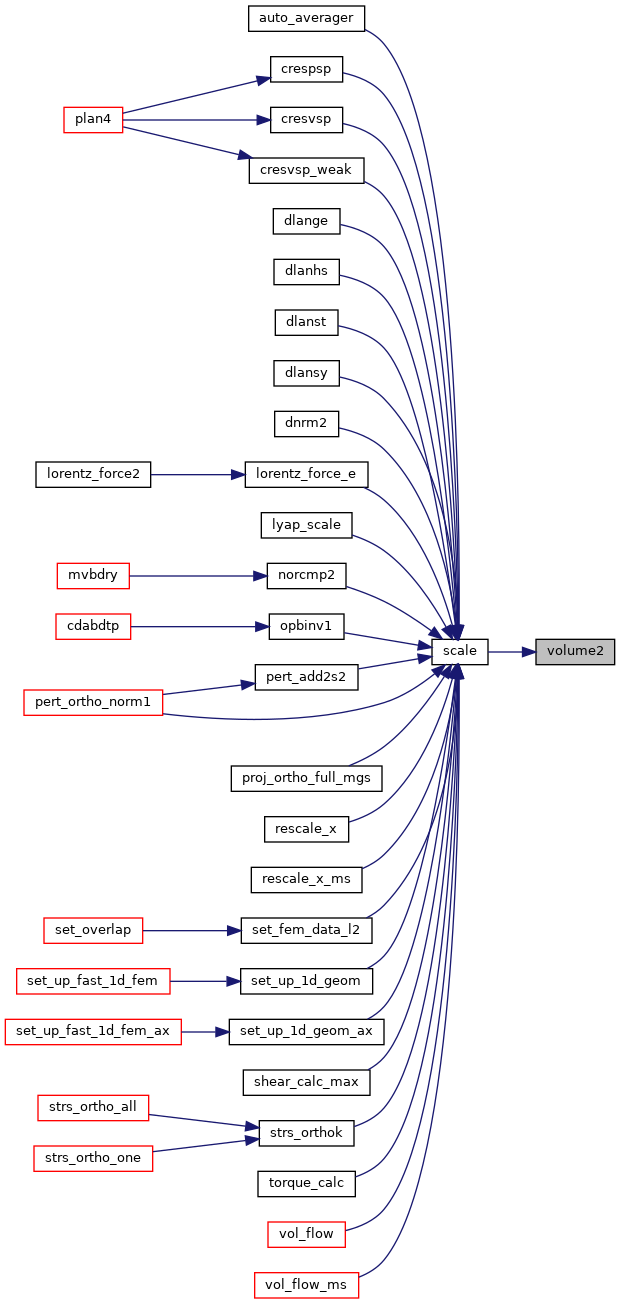 auto_averager
crespsp
plan4
cresvsp
cresvsp_weak
dlange
dlanhs
dlanst
dlansy
dnrm2
lorentz_force2
lorentz_force_e
lyap_scale
mvbdry
norcmp2
cdabdtp
opbinv1
scale
volume2
pert_add2s2
pert_ortho_norm1
proj_ortho_full_mgs
rescale_x
rescale_x_ms
set_overlap
set_fem_data_l2
set_up_fast_1d_fem
set_up_1d_geom
set_up_fast_1d_fem_ax
set_up_1d_geom_ax
shear_calc_max
strs_ortho_all
strs_orthok
strs_ortho_one
torque_calc
vol_flow
vol_flow_ms